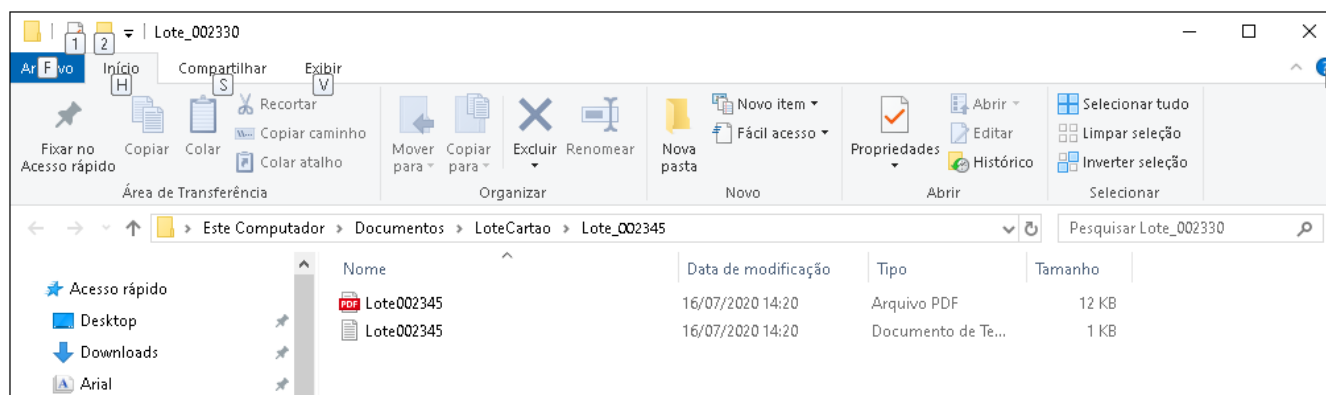 Lote_002330
1 2
Arquivo Início Compartilhar Exibir
F H S V
Fixar no Acesso rápido
Copiar
Colar
Recortar
Copiar caminho
Colar atalho
Área de Transferência
Mover para
Copiar para
Excluir
Renomear
Organizar
Nova pasta
Novo item
Fácil acesso
Novo
Propriedades
Abrir
Editar
Histórico
Abrir
Selecionar tudo
Limpar seleção
Inverter seleção
Selecionar
Este Computador > Documentos > LoteCartao > Lote_002345
Pesquisar Lote_002330
Nome Data de modificação Tipo Tamanho
Acesso rápido
Desktop
Downloads
Arial
PDF Lote002345 16/07/2020 14:20 Arquivo PDF 12 KB
Lote002345 16/07/2020 14:20 Documento de Te... 1 KB